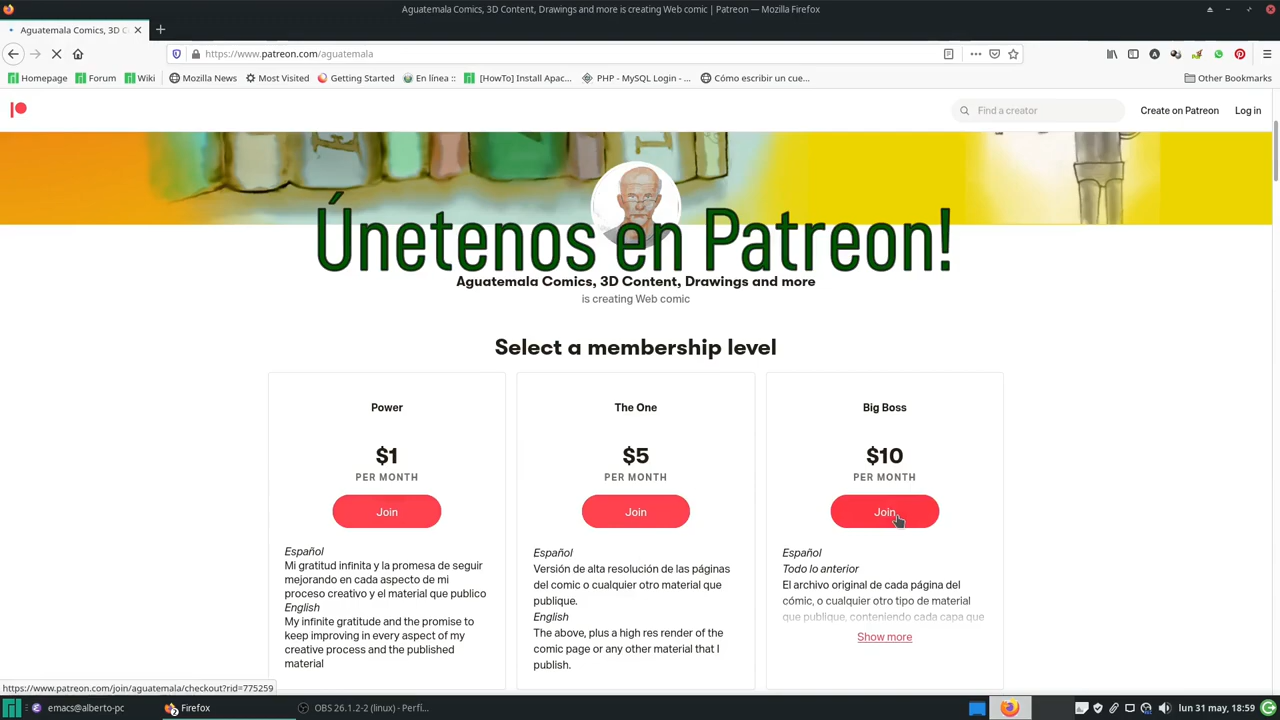 Aguatemala Comics, 3D Content, Drawings and more is creating Web comic | Patreon — Mozilla Firefox
Aguatemala Comics, 3D C
https://www.patreon.com/aguatemala
Homepage
Forum
Wiki
Mozilla News
Most Visited
Getting Started
En línea ::
[HowTo] Install Apac...
PHP - MySQL Login - ...
Cómo escribir un cue...
Other Bookmarks
Find a creator
Create on Patreon
Log in
Únetenos en Patreon!
Aguatemala Comics, 3D Content, Drawings and more
is creating Web comic
Select a membership level
Power
$1
PER MONTH
Join
Español
Mi gratitud infinita y la promesa de seguir
mejorando en cada aspecto de mi
proceso creativo y el material que publico
English
My infinite gratitude and the promise to
keep improving in every aspect of my
creative process and the published
material
The One
$5
PER MONTH
Join
Español
Versión de alta resolución de las páginas
del comic o cualquier otro material que
publique.
English
The above, plus a high res render of the
comic page or any other material that I
publish.
Big Boss
$10
PER MONTH
Join
Español
Todo lo anterior
El archivo original de cada página del
cómic, o cualquier otro tipo de material
que publique, conteniendo cada capa que
Show more
https://www.patreon.com/join/aguatemala/checkout?rid=775259
emacs@alberto-pc
Firefox
OBS 26.1.2-2 (linux) - Perfi...
lun 31 may, 18:59